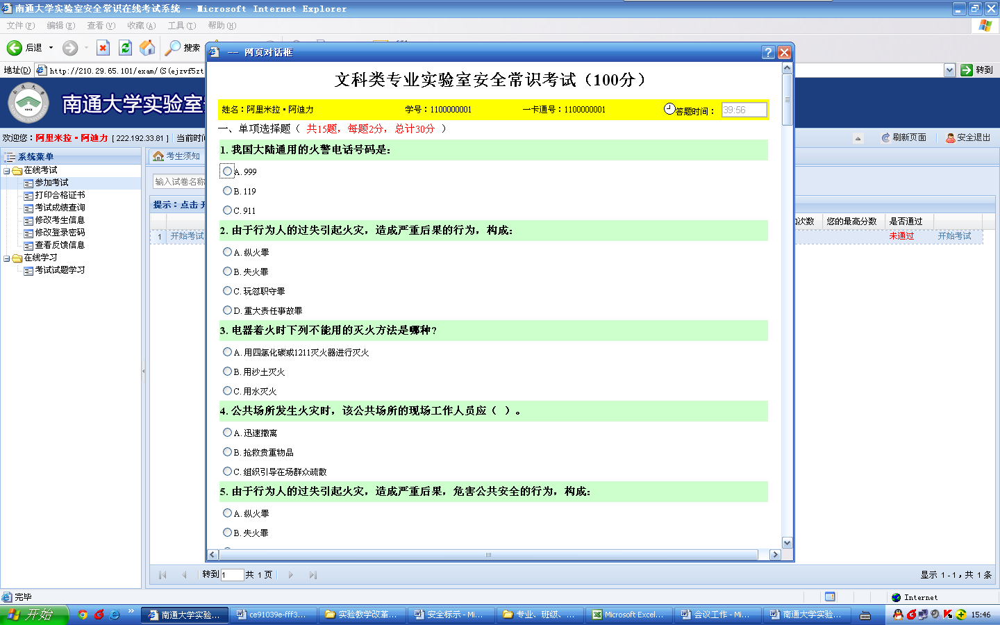 南通大学实验室安全常识在线考试系统 - Microsoft Internet Explorer
文件(F) 编辑(E) 查看(V) 收藏(A) 工具(T) 帮助(H)
后退 搜索
地址(D) http://210.29.65.101/exam/(S(ejzvf5zt 转到
南通大学实验室
欢迎您：阿里米拉·阿迪力 [ 222.192.33.81 ] 当前时间
刷新页面 安全退出
系统菜单
在线考试
参加考试
打印合格证书
考试成绩查询
修改考生信息
修改登录密码
查看反馈信息
在线学习
考试试题学习
考生须知
输入试卷名称
提示：点击 开
次数 您的最高分数 是否通过
1 开始考试 未通过 开始考试
-- 网页对话框
文科类专业实验室安全常识考试（100分）
姓名：阿里米拉·阿迪力 学号：1100000001 一卡通号：1100000001 答题时间： 39:56
一、单项选择题（ 共15题，每题2分，总计30分 ）
1. 我国大陆通用的火警电话号码是：
A. 999
B. 119
C. 911
2. 由于行为人的过失引起火灾，造成严重后果的行为，构成：
A. 纵火罪
B. 失火罪
C. 玩忽职守罪
D. 重大责任事故罪
3. 电器着火时下列不能用的灭火方法是哪种?
A. 用四氯化碳或1211灭火器进行灭火
B. 用沙土灭火
C. 用水灭火
4. 公共场所发生火灾时，该公共场所的现场工作人员应（ ）。
A. 迅速撤离
B. 抢救贵重物品
C. 组织引导在场群众疏散
5. 由于行为人的过失引起火灾，造成严重后果，危害公共安全的行为，构成：
A. 纵火罪
B. 失火罪
转到 1 共 1 页
显示 1 - 1，共 1 条
完毕 Internet
开始 南通大学实验... ce91039e-fff3... 实验教学改革... 安全标示 - Mi... 专业、班级、... Microsoft Excel... 会议工作 - Mi... 南通大学实验... 15:46